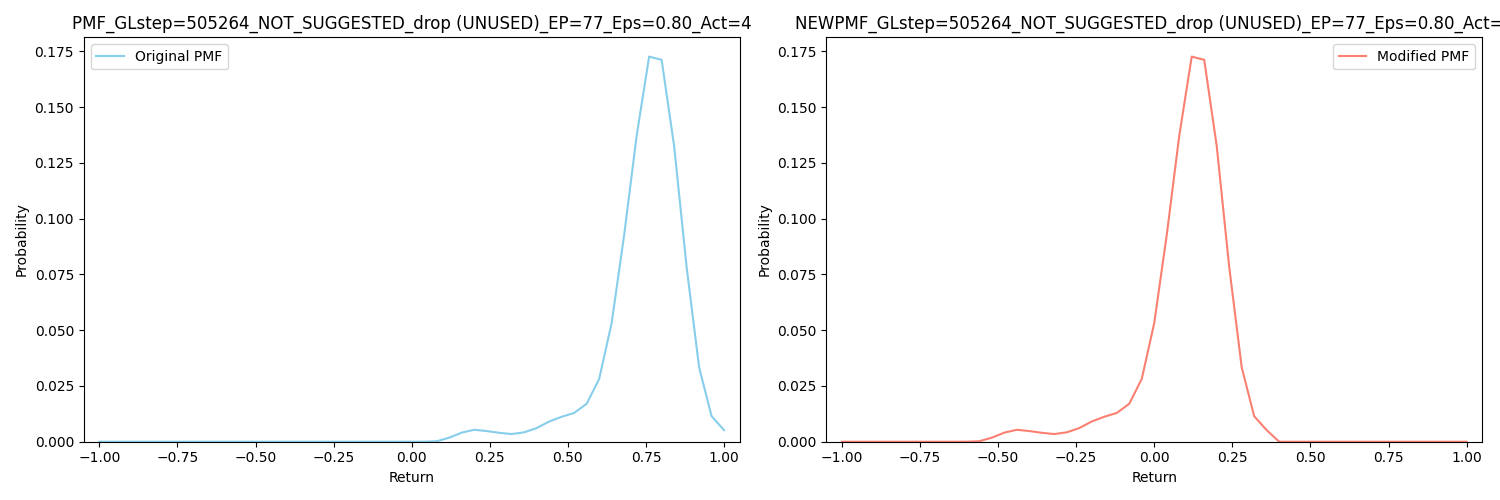 PMF_GLstep=505264_NOT_SUGGESTED_drop (UNUSED)_EP=77_Eps=0.80_Act=4
Original PMF
Probability
0.175
0.150
0.125
0.100
0.075
0.050
0.025
0.000
−1.00 −0.75 −0.50 −0.25 0.00 0.25 0.50 0.75 1.00
Return
NEWPMF_GLstep=505264_NOT_SUGGESTED_drop (UNUSED)_EP=77_Eps=0.80_Act=
Modified PMF
Probability
0.175
0.150
0.125
0.100
0.075
0.050
0.025
0.000
−1.00 −0.75 −0.50 −0.25 0.00 0.25 0.50 0.75 1.00
Return